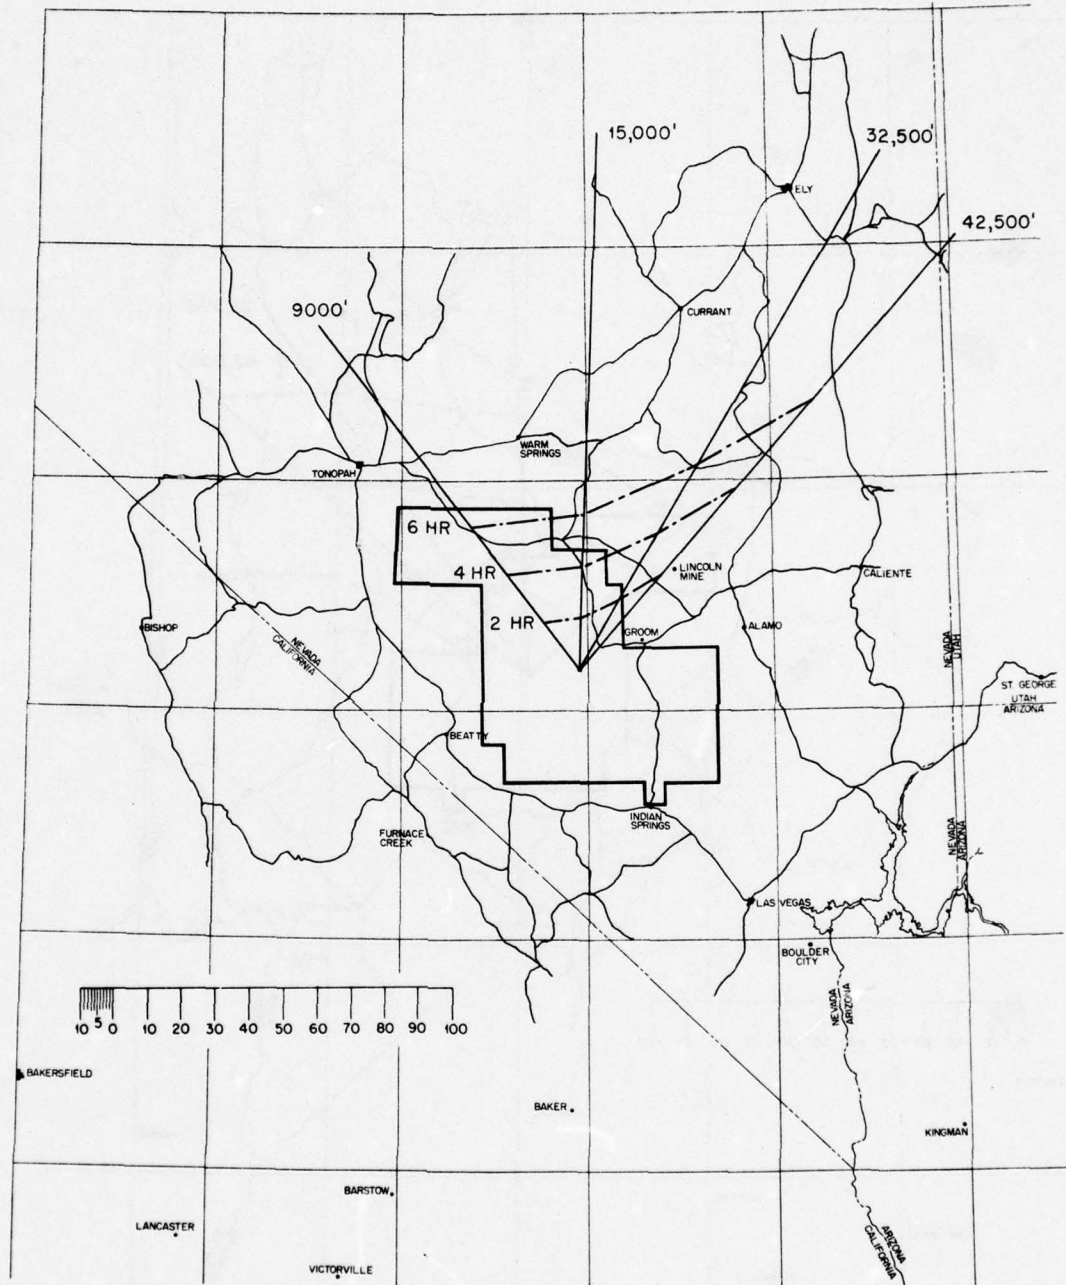 15,000'
32,500'
ELY
42,500'
9000'
CURRANT
WARM
SPRINGS
TONOPAH
6 HR
4 HR
LINCOLN
MINE
CALIENTE
2 HR
GROOM
ALAMO
BISHOP
NEVADA
CALIFORNIA
NEVADA
UTAH
ST. GEORGE
UTAH
ARIZONA
BEATTY
INDIAN
SPRINGS
FURNACE
CREEK
NEVADA
ARIZONA
LAS VEGAS
BOULDER
CITY
NEVADA
ARIZONA
10 5 0 10 20 30 40 50 60 70 80 90 100
BAKERSFIELD
BAKER
KINGMAN
BARSTOW
LANCASTER
ARIZONA
CALIFORNIA
VICTORVILLE